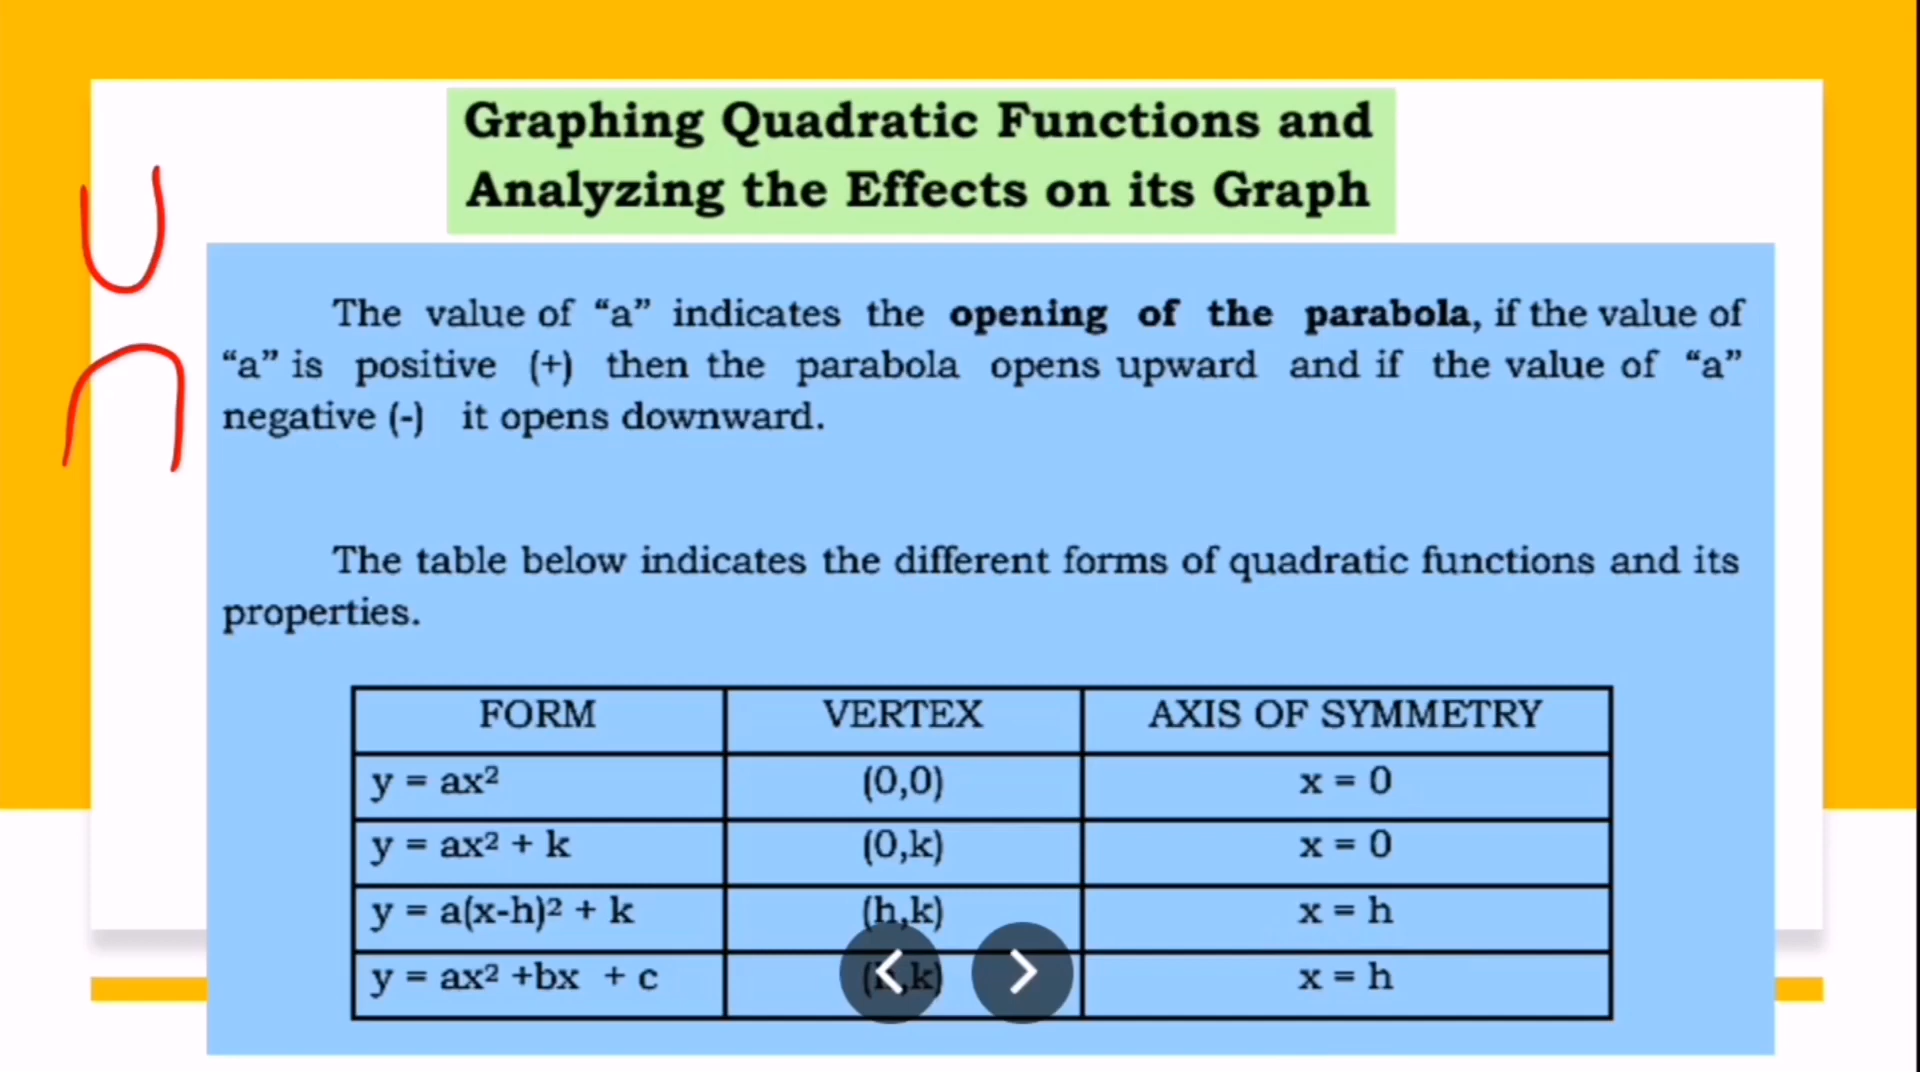 Graphing Quadratic Functions and
Analyzing the Effects on its Graph
The value of “a” indicates the opening of the parabola, if the value of
“a” is positive (+) then the parabola opens upward and if the value of “a”
negative (-) it opens downward.
The table below indicates the different forms of quadratic functions and its
properties.
FORM VERTEX AXIS OF SYMMETRY
y = ax² (0,0) x = 0
y = ax² + k (0,k) x = 0
y = a(x-h)² + k (h,k) x = h
y = ax² +bx + c (h,k) x = h